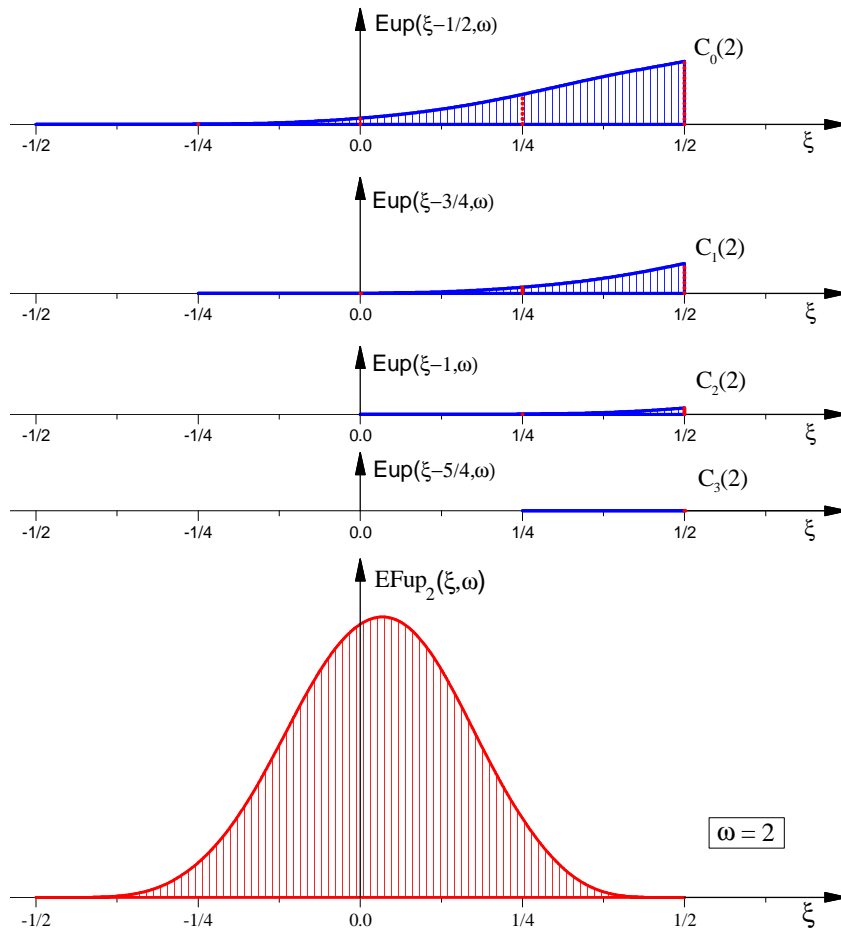 Eup(ξ−1/2,ω)
C₀(2)
-1/2 -1/4 0.0 1/4 1/2 ξ
Eup(ξ−3/4,ω)
C₁(2)
-1/2 -1/4 0.0 1/4 1/2 ξ
Eup(ξ−1,ω)
C₂(2)
-1/2 -1/4 0.0 1/4 1/2 ξ
Eup(ξ−5/4,ω)
C₃(2)
-1/2 -1/4 0.0 1/4 1/2 ξ
EFup₂(ξ,ω)
ω = 2
-1/2 -1/4 0.0 1/4 1/2 ξ